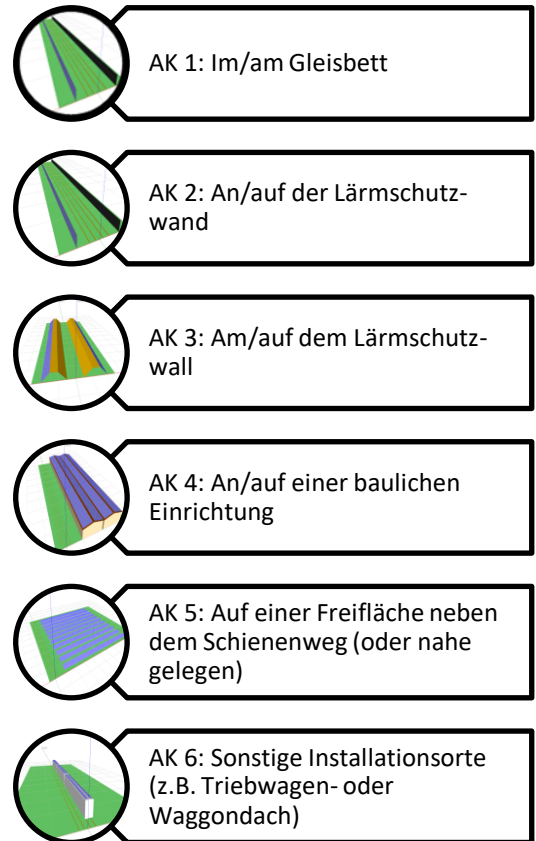 AK 1: Im/am Gleisbett
AK 2: An/auf der Lärmschutz-
wand
AK 3: Am/auf dem Lärmschutz-
wall
AK 4: An/auf einer baulichen
Einrichtung
AK 5: Auf einer Freifläche neben
dem Schienenweg (oder nahe
gelegen)
AK 6: Sonstige Installationsorte
(z.B. Triebwagen- oder
Waggondach)